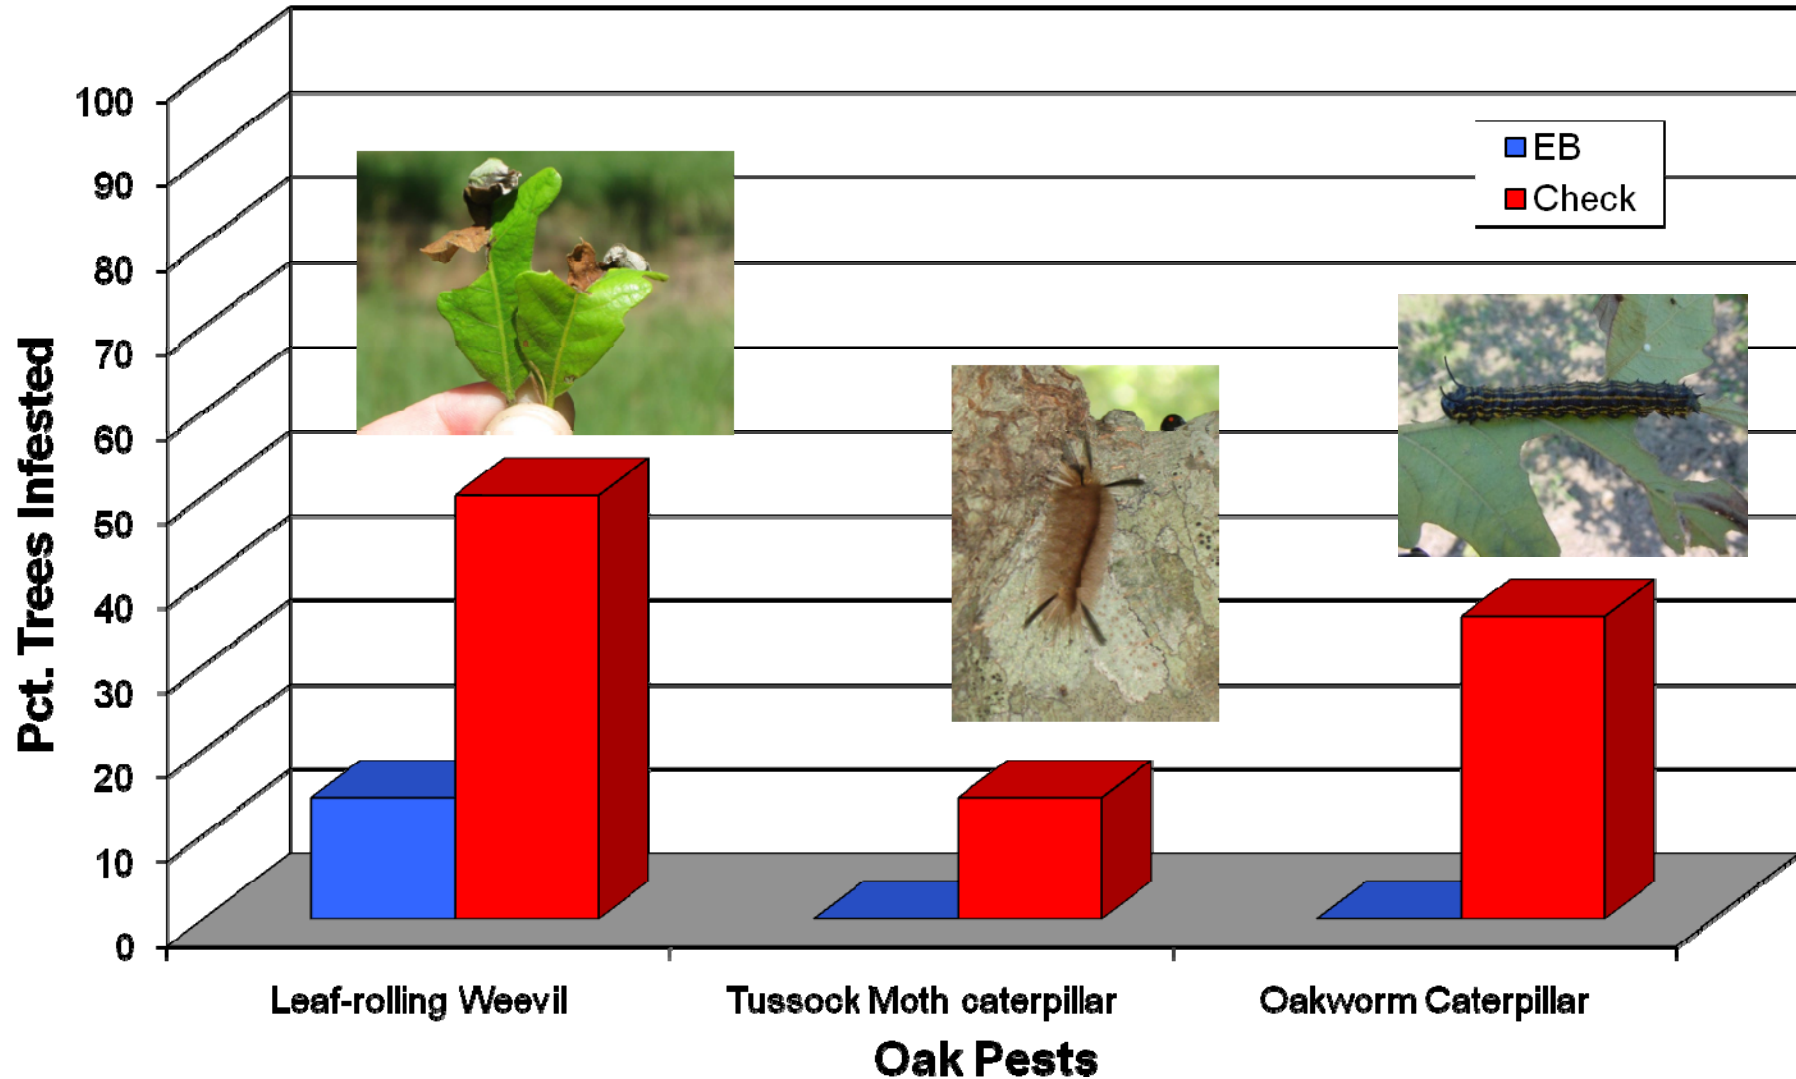 100
90
80
70
60
50
40
30
20
10
0
Pct. Trees Infested
EB
Check
Leaf-rolling Weevil
Tussock Moth caterpillar
Oakworm Caterpillar
Oak Pests